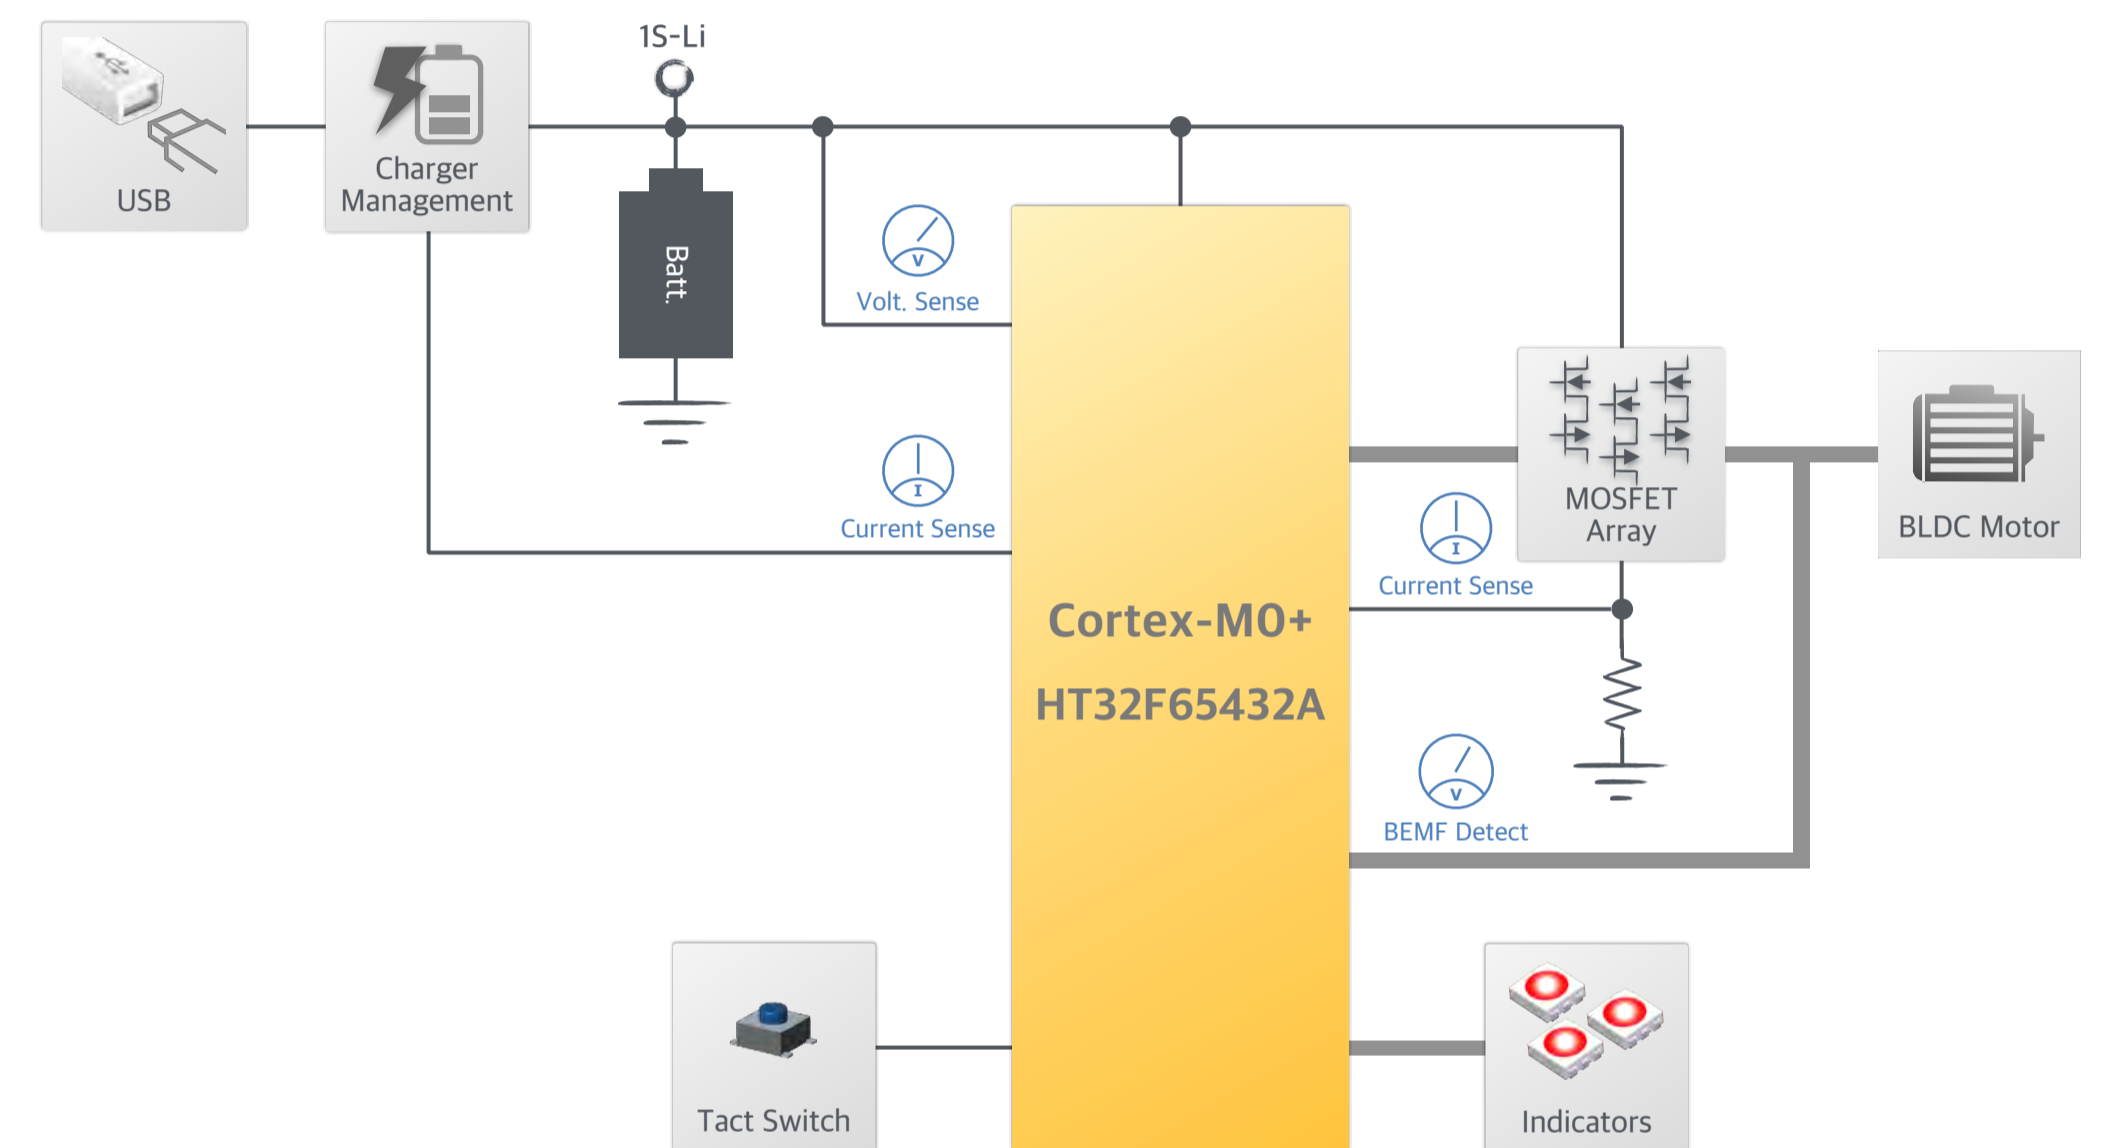 1S-Li
USB
Charger
Management
Batt.
V
Volt. Sense
I
Current Sense
MOSFET
Array
BLDC Motor
I
Current Sense
Cortex-M0+
HT32F65432A
V
BEMF Detect
Tact Switch
Indicators